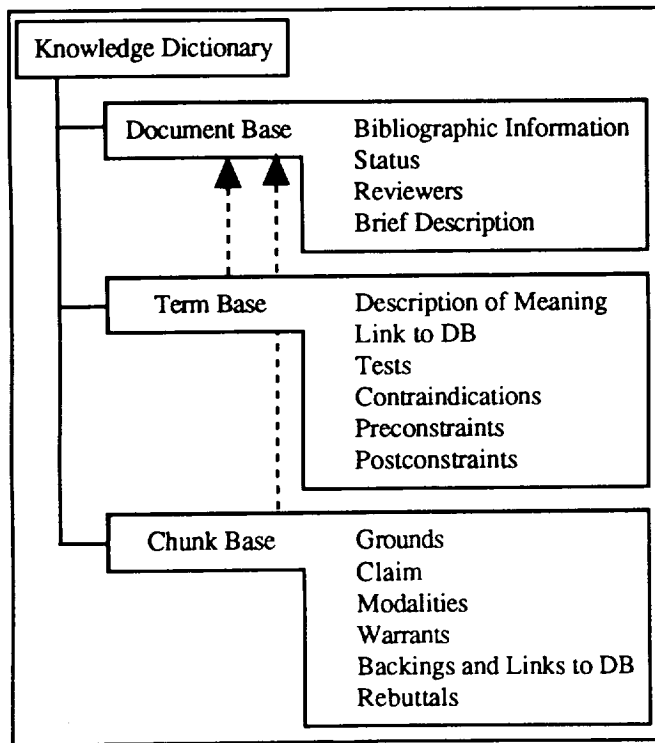 Knowledge Dictionary
Document Base
Bibliographic Information
Status
Reviewers
Brief Description
Term Base
Description of Meaning
Link to DB
Tests
Contraindications
Preconstraints
Postconstraints
Chunk Base
Grounds
Claim
Modalities
Warrants
Backings and Links to DB
Rebuttals